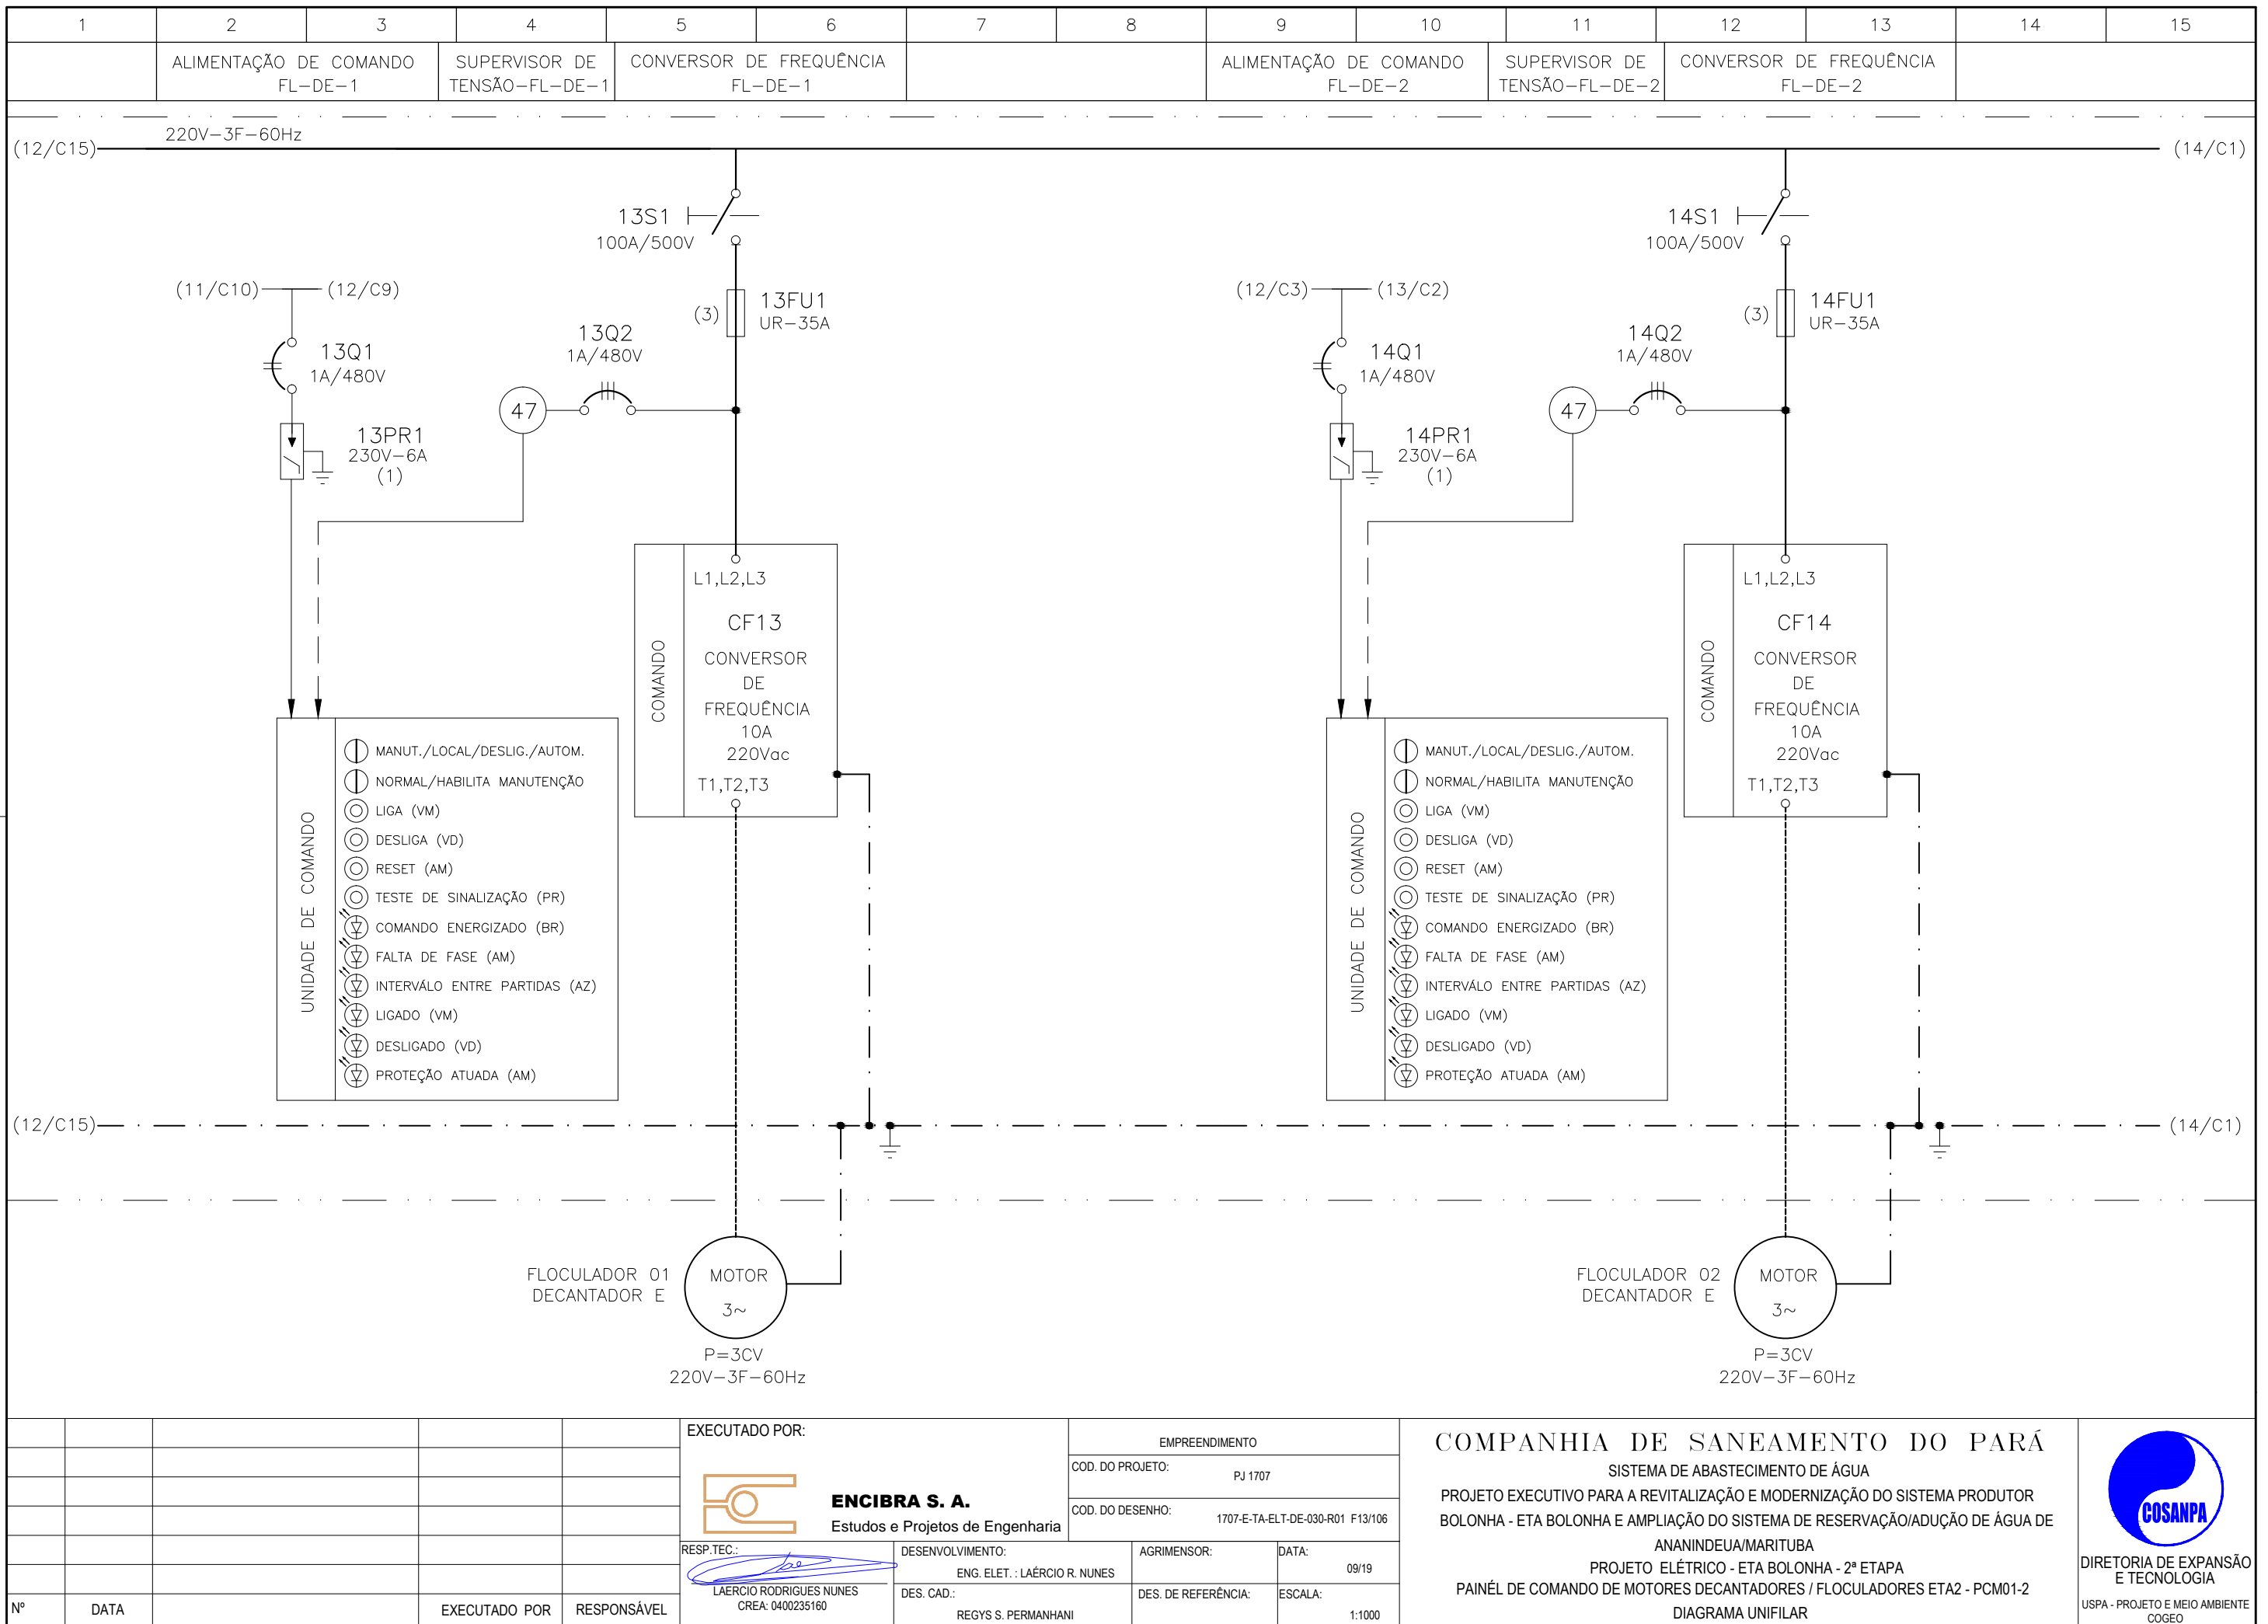 1 2 3 4 5 6 7 8 9 10 11 12 13 14 15
ALIMENTAÇÃO DE COMANDO
FL-DE-1
SUPERVISOR DE
TENSÃO-FL-DE-1
CONVERSOR DE FREQUÊNCIA
FL-DE-1
ALIMENTAÇÃO DE COMANDO
FL-DE-2
SUPERVISOR DE
TENSÃO-FL-DE-2
CONVERSOR DE FREQUÊNCIA
FL-DE-2
220V-3F-60Hz
(12/C15)
(14/C1)
13S1
100A/500V
(11/C10)
(12/C9)
(3)
13FU1
UR-35A
13Q1
1A/480V
13Q2
1A/480V
47
13PR1
230V-6A
(1)
L1,L2,L3
CF13
CONVERSOR
DE
FREQUÊNCIA
10A
220Vac
T1,T2,T3
COMANDO
UNIDADE DE COMANDO
MANUT./LOCAL/DESLIG./AUTOM.
NORMAL/HABILITA MANUTENÇÃO
LIGA (VM)
DESLIGA (VD)
RESET (AM)
TESTE DE SINALIZAÇÃO (PR)
COMANDO ENERGIZADO (BR)
FALTA DE FASE (AM)
INTERVÁLO ENTRE PARTIDAS (AZ)
LIGADO (VM)
DESLIGADO (VD)
PROTEÇÃO ATUADA (AM)
14S1
100A/500V
(12/C3)
(13/C2)
(3)
14FU1
UR-35A
14Q1
1A/480V
14Q2
1A/480V
47
14PR1
230V-6A
(1)
L1,L2,L3
CF14
CONVERSOR
DE
FREQUÊNCIA
10A
220Vac
T1,T2,T3
COMANDO
UNIDADE DE COMANDO
MANUT./LOCAL/DESLIG./AUTOM.
NORMAL/HABILITA MANUTENÇÃO
LIGA (VM)
DESLIGA (VD)
RESET (AM)
TESTE DE SINALIZAÇÃO (PR)
COMANDO ENERGIZADO (BR)
FALTA DE FASE (AM)
INTERVÁLO ENTRE PARTIDAS (AZ)
LIGADO (VM)
DESLIGADO (VD)
PROTEÇÃO ATUADA (AM)
(12/C15)
(14/C1)
FLOCULADOR 01
DECANTADOR E
MOTOR
3~
P=3CV
220V-3F-60Hz
FLOCULADOR 02
DECANTADOR E
MOTOR
3~
P=3CV
220V-3F-60Hz
Nº DATA EXECUTADO POR RESPONSÁVEL
EXECUTADO POR:
ENCIBRA S. A.
Estudos e Projetos de Engenharia
RESP.TEC.:
LAERCIO RODRIGUES NUNES
CREA: 0400235160
EMPREENDIMENTO
COD. DO PROJETO:
PJ 1707
COD. DO DESENHO:
1707-E-TA-ELT-DE-030-R01 F13/106
DESENVOLVIMENTO:
ENG. ELET. : LAÉRCIO R. NUNES
AGRIMENSOR:
DATA:
09/19
DES. CAD.:
REGYS S. PERMANHANI
DES. DE REFERÊNCIA:
ESCALA:
1:1000
COMPANHIA DE SANEAMENTO DO PARÁ
SISTEMA DE ABASTECIMENTO DE ÁGUA
PROJETO EXECUTIVO PARA A REVITALIZAÇÃO E MODERNIZAÇÃO DO SISTEMA PRODUTOR
BOLONHA - ETA BOLONHA E AMPLIAÇÃO DO SISTEMA DE RESERVAÇÃO/ADUÇÃO DE ÁGUA DE
ANANINDEUA/MARITUBA
PROJETO ELÉTRICO - ETA BOLONHA - 2ª ETAPA
PAINÉL DE COMANDO DE MOTORES DECANTADORES / FLOCULADORES ETA2 - PCM01-2
DIAGRAMA UNIFILAR
COSANPA
DIRETORIA DE EXPANSÃO
E TECNOLOGIA
USPA - PROJETO E MEIO AMBIENTE
COGEO